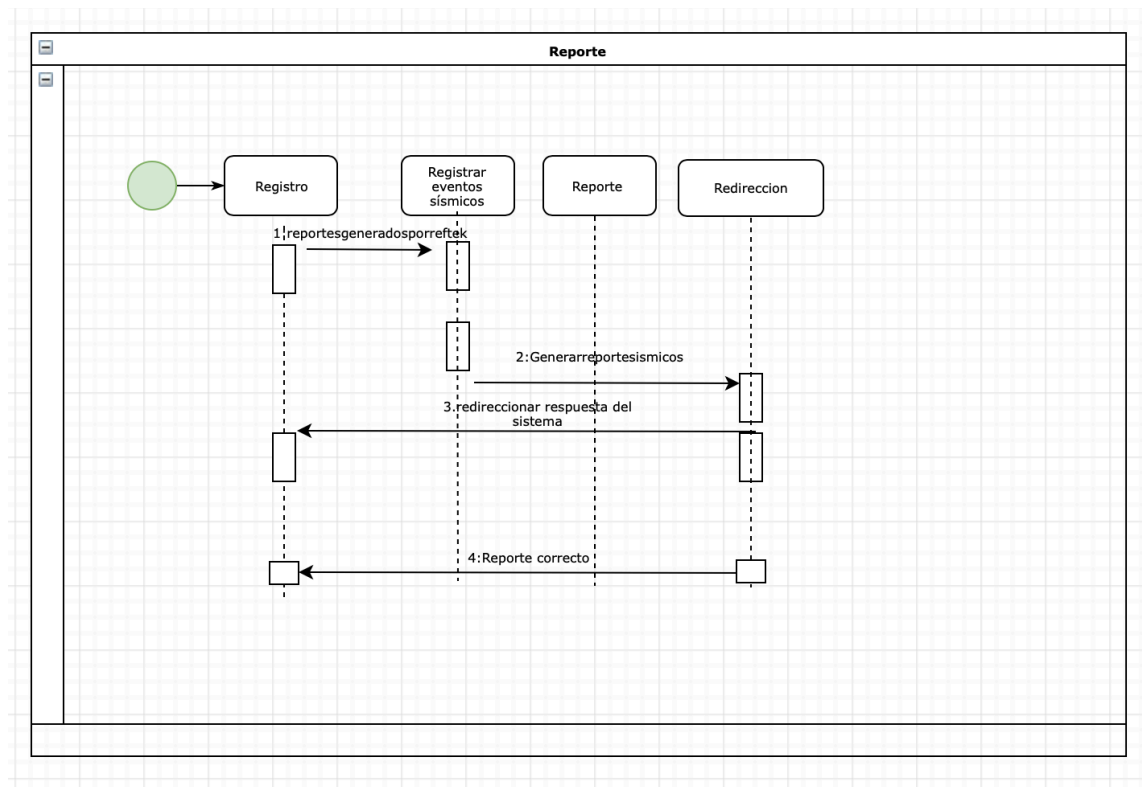 Reporte
Registro
Registrar
eventos
sísmicos
Reporte
Redireccion
1:reportesgeneradosporreftek
2:Generarreportesismicos
3.redireccionar respuesta del
sistema
4:Reporte correcto